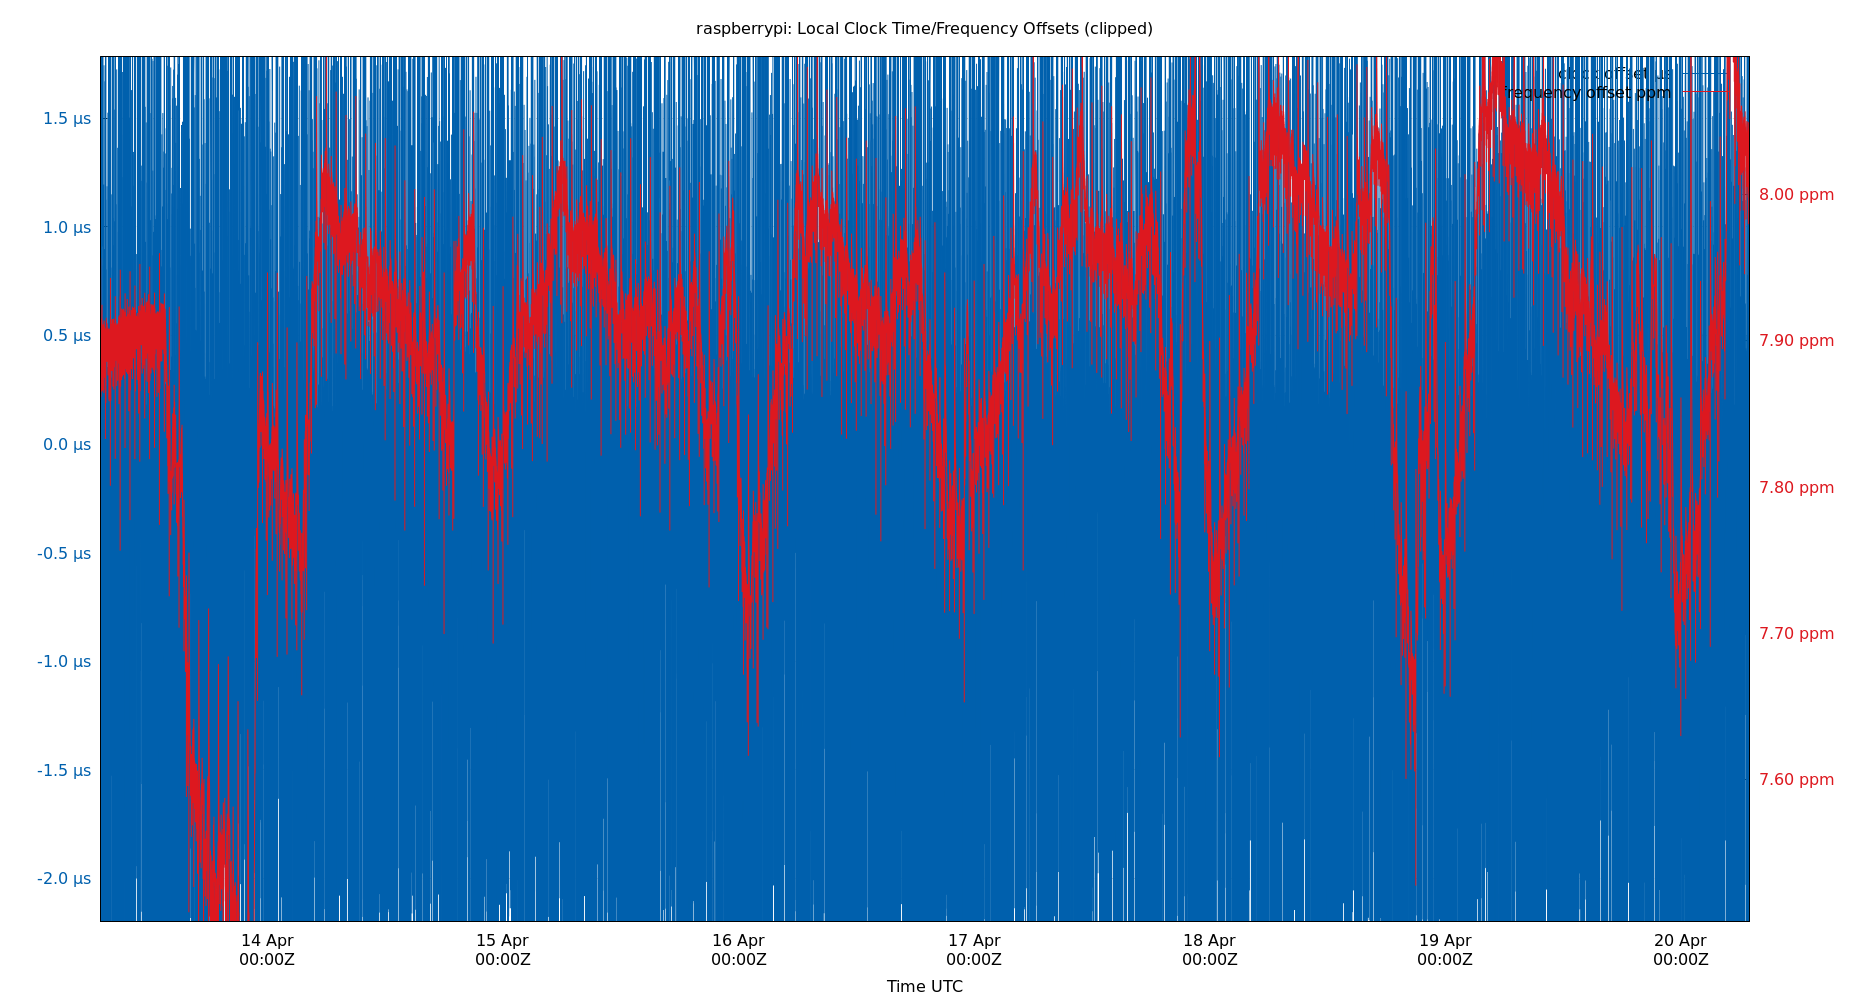 raspberrypi: Local Clock Time/Frequency Offsets (clipped)
clock offset µs
frequency offset ppm
1.5 µs
1.0 µs
0.5 µs
0.0 µs
-0.5 µs
-1.0 µs
-1.5 µs
-2.0 µs
8.00 ppm
7.90 ppm
7.80 ppm
7.70 ppm
7.60 ppm
14 Apr
00:00Z
15 Apr
00:00Z
16 Apr
00:00Z
17 Apr
00:00Z
18 Apr
00:00Z
19 Apr
00:00Z
20 Apr
00:00Z
Time UTC